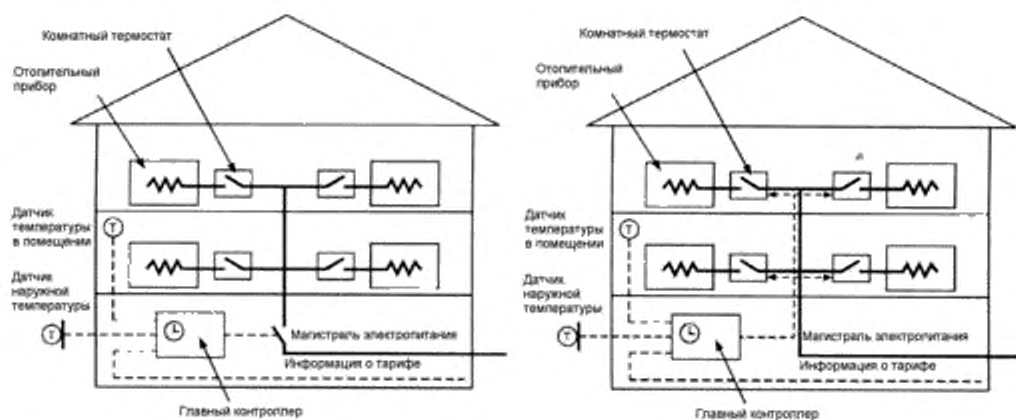 Комнатный термостат
Отопительный
прибор
Датчик
температуры
в помещении
T
Датчик
наружной
температуры
T
Магистраль электропитания
Информация о тарифе
Главный контроллер
Комнатный термостат
Отопительный
прибор
Датчик
температуры
в помещении
T
Датчик
наружной
температуры
T
Магистраль электропитания
Информация о тарифе
Главный контроллер